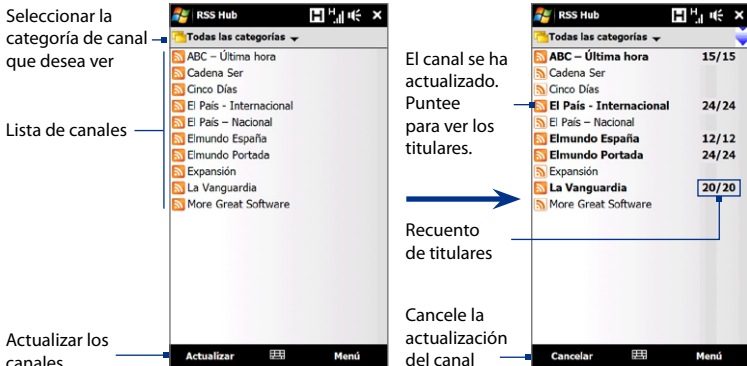 Seleccionar la
categoría de canal
que desea ver
Lista de canales
Actualizar los
canales
RSS Hub
Todas las categorías
ABC – Última hora
Cadena Ser
Cinco Días
El País - Internacional
El País – Nacional
Elmundo España
Elmundo Portada
Expansión
La Vanguardia
More Great Software
Actualizar
Menú
El canal se ha
actualizado.
Puntee
para ver los
titulares.
Recuento
de titulares
Cancele la
actualización
del canal
RSS Hub
Todas las categorías
ABC – Última hora 15/15
Cadena Ser
Cinco Días
El País - Internacional 24/24
El País – Nacional
Elmundo España 12/12
Elmundo Portada 24/24
Expansión
La Vanguardia 20/20
More Great Software
Cancelar
Menú